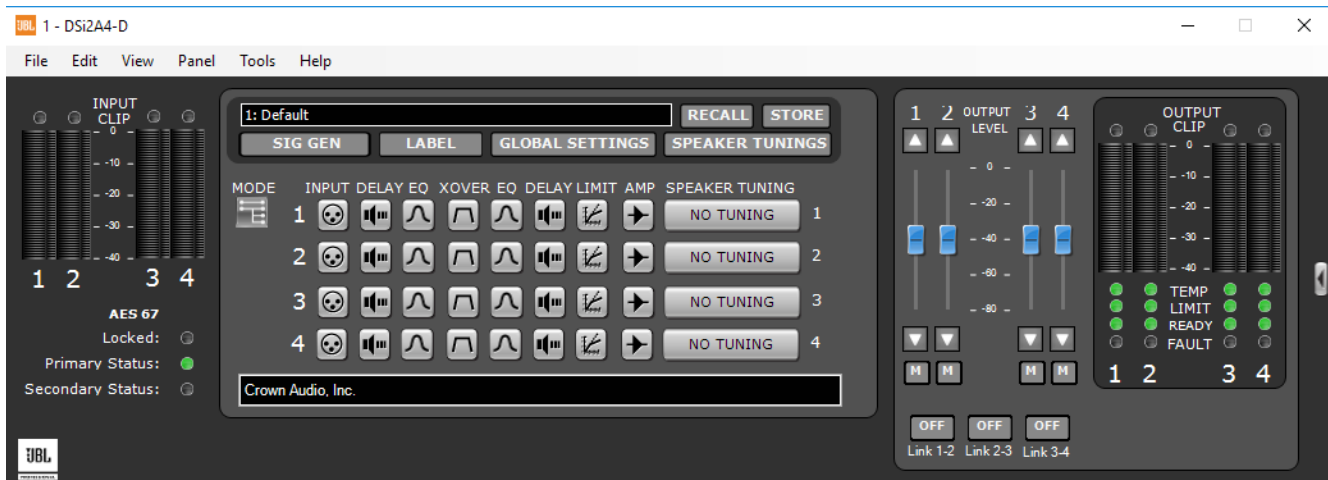 JBL 1 - DSi2A4-D
File Edit View Panel Tools Help
INPUT
CLIP
0
-10
-20
-30
-40
1 2 3 4
AES 67
Locked:
Primary Status:
Secondary Status:
JBL
1: Default
RECALL STORE
SIG GEN LABEL GLOBAL SETTINGS SPEAKER TUNINGS
MODE INPUT DELAY EQ XOVER EQ DELAY LIMIT AMP SPEAKER TUNING
1 NO TUNING 1
2 NO TUNING 2
3 NO TUNING 3
4 NO TUNING 4
Crown Audio, Inc.
1 2 OUTPUT LEVEL 3 4
0
-20
-40
-60
-80
M M M M
OFF OFF OFF
Link 1-2 Link 2-3 Link 3-4
OUTPUT
CLIP
0
-10
-20
-30
-40
TEMP
LIMIT
READY
FAULT
1 2 3 4